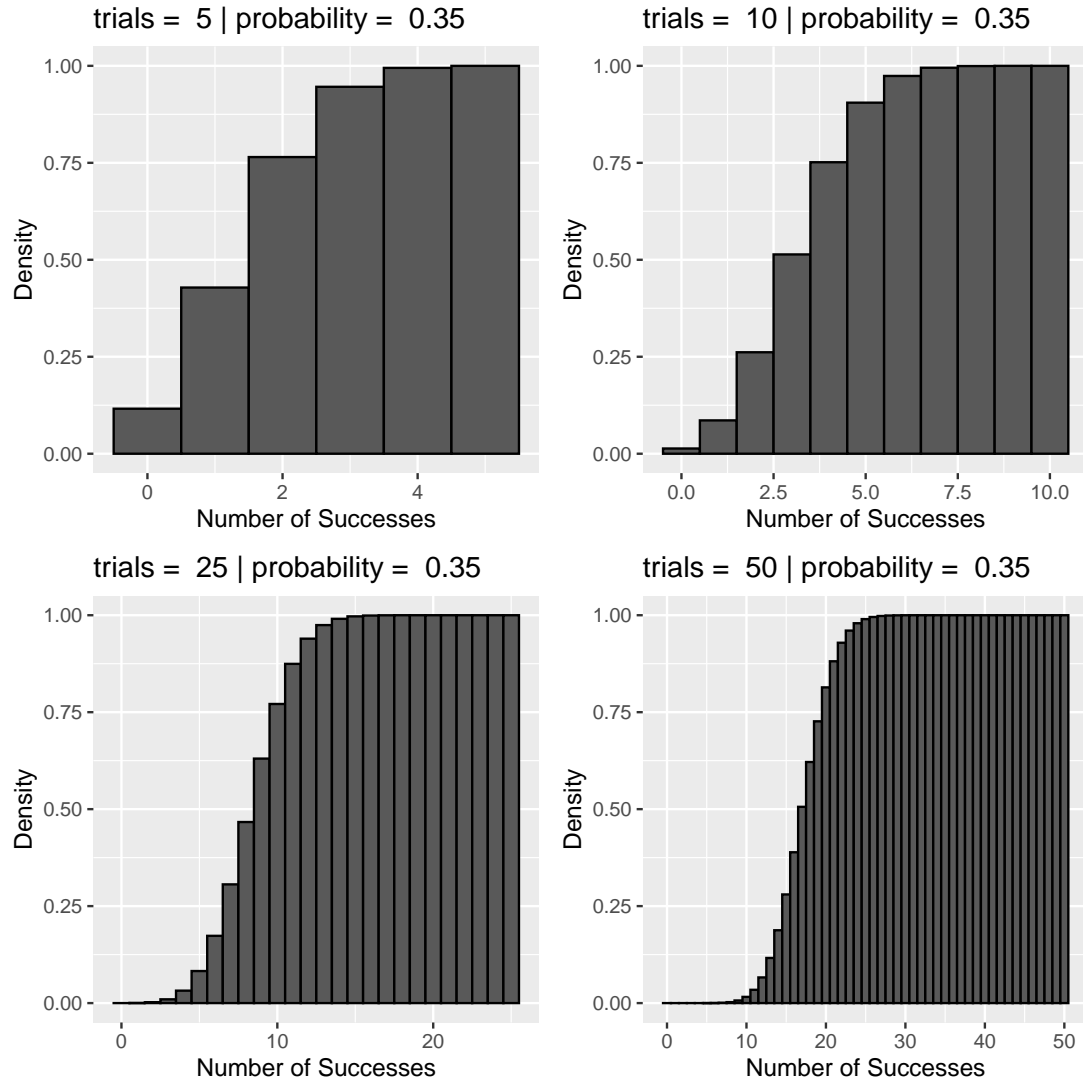 trials =  5 | probability =  0.35
1.00
0.75
0.50
0.25
0.00
Density
0 2 4
Number of Successes
trials =  10 | probability =  0.35
1.00
0.75
0.50
0.25
0.00
Density
0.0 2.5 5.0 7.5 10.0
Number of Successes
trials =  25 | probability =  0.35
1.00
0.75
0.50
0.25
0.00
Density
0 10 20
Number of Successes
trials =  50 | probability =  0.35
1.00
0.75
0.50
0.25
0.00
Density
0 10 20 30 40 50
Number of Successes